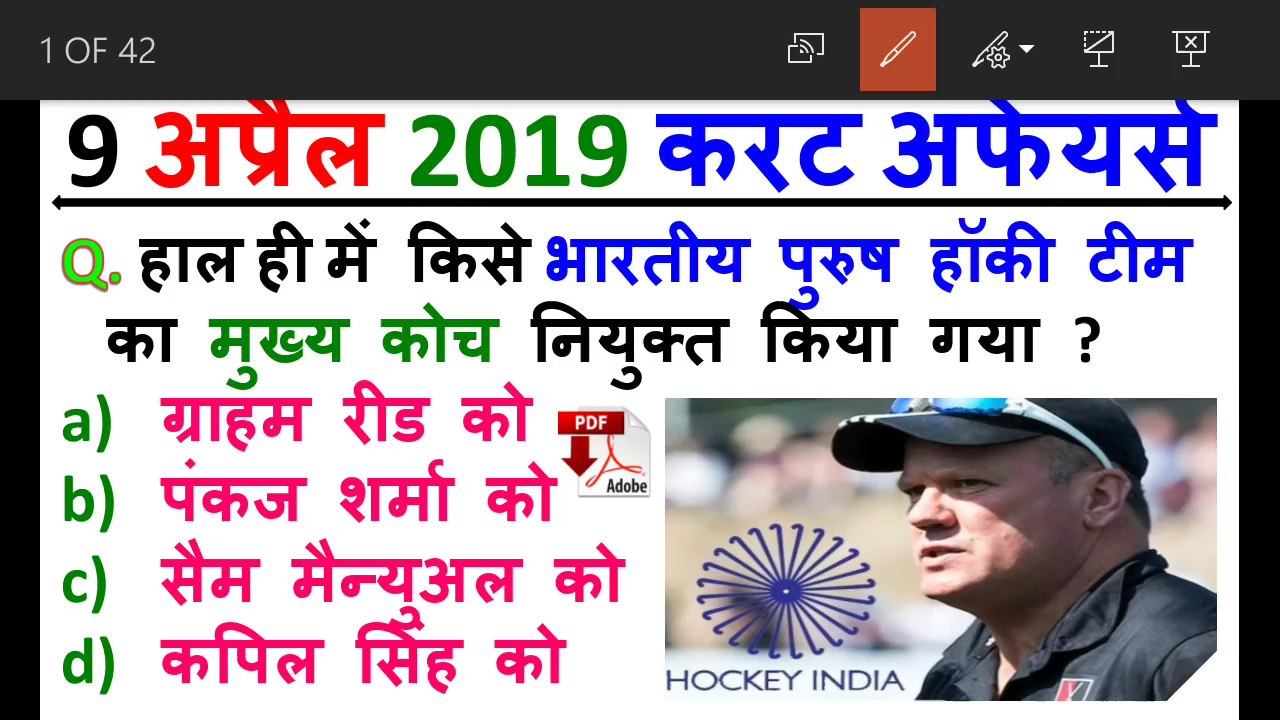 1 OF 42
9 अप्रैल 2019 करट अफेयर्स
Q. हाल ही में किसे भारतीय पुरुष हॉकी टीम
का मुख्य कोच नियुक्त किया गया ?
a) ग्राहम रीड को
b) पंकज शर्मा को
c) सैम मैन्युअल को
d) कपिल सिंह को
PDF
Adobe
HOCKEY INDIA